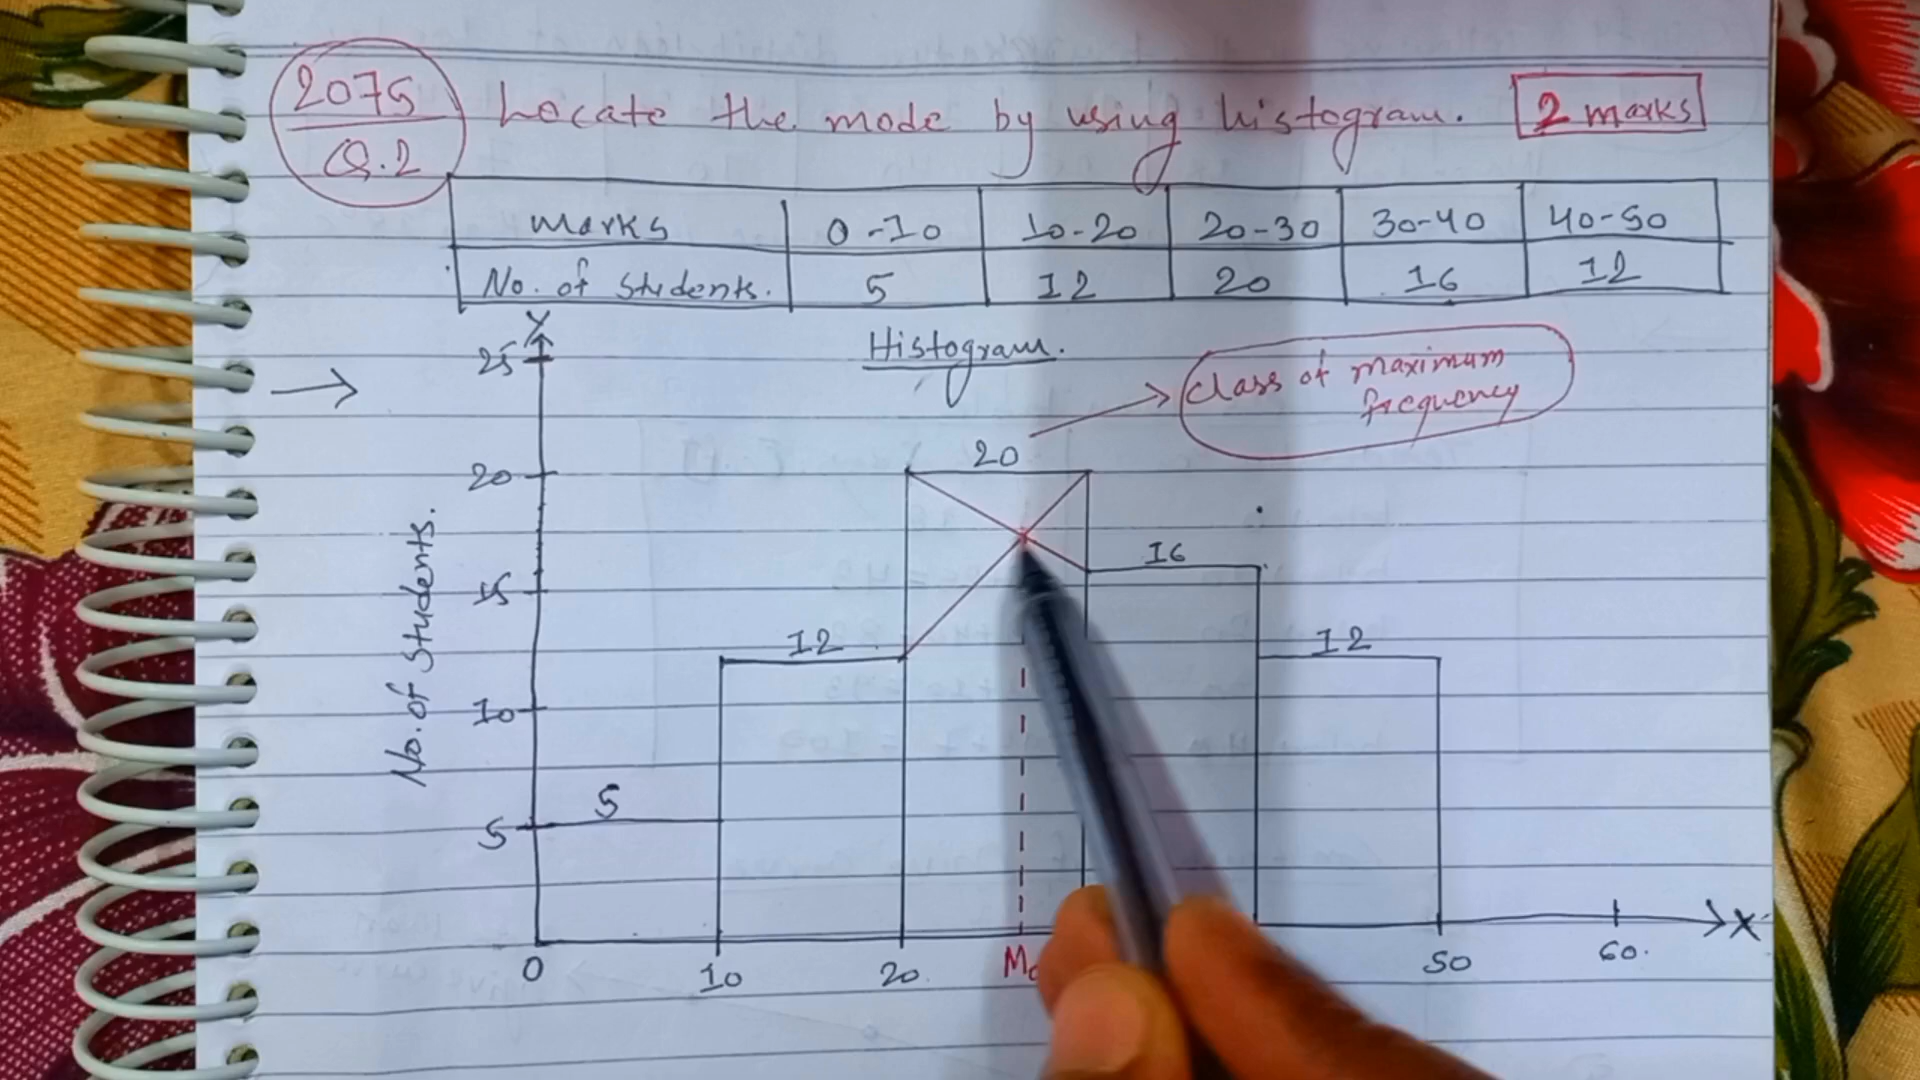 2075
Q.2
Locate the mode by using histogram. 2 marks
Marks 0-10 10-20 20-30 30-40 40-50
No. of Students. 5 12 20 16 12
Y
Histogram.
25
class of maximum
frequency
20
20
16
15
12
12
No. of Students.
10
5
5
X
0 10 20 50 60